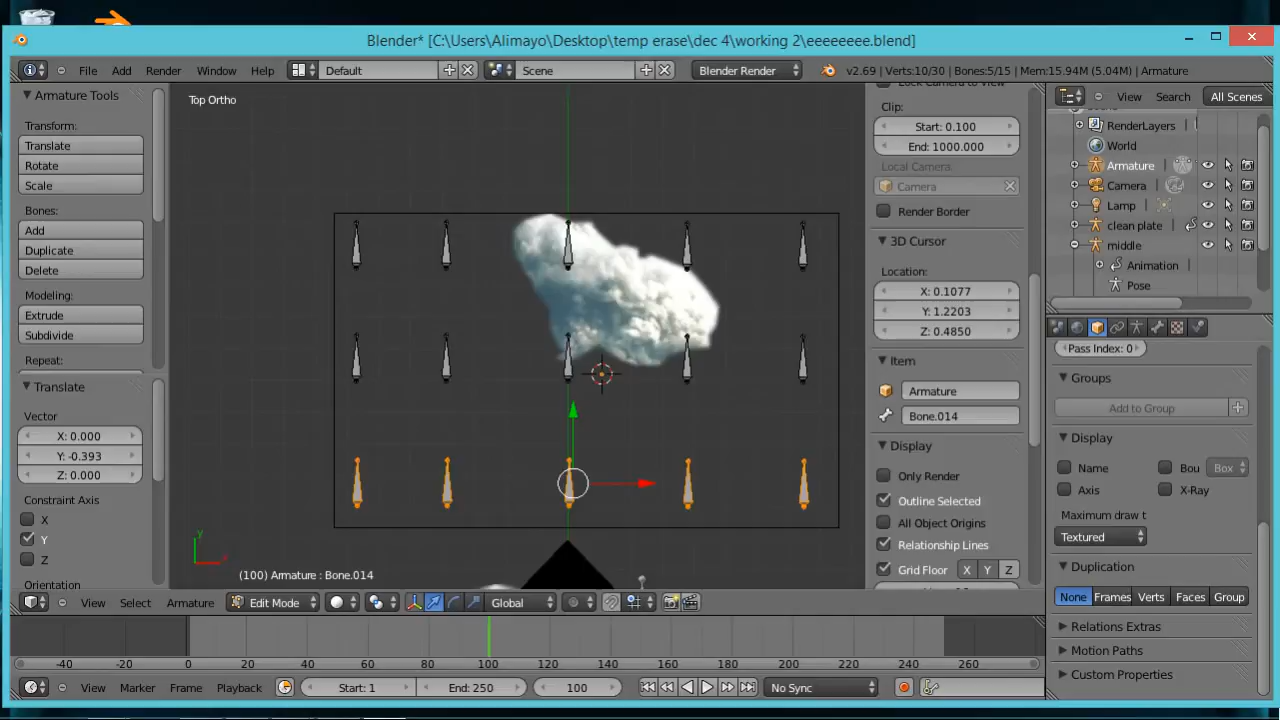 Blender* [C:\Users\Alimayo\Desktop\temp erase\dec 4\working 2\eeeeeeee.blend]
File Add Render Window Help Default Scene Blender Render v2.69 | Verts:10/30 | Bones:5/15 | Mem:15.94M (5.04M) | Armature
Armature Tools
Transform:
Translate
Rotate
Scale
Bones:
Add
Duplicate
Delete
Modeling:
Extrude
Subdivide
Repeat:
Translate
Vector
X: 0.000
Y: -0.393
Z: 0.000
Constraint Axis
X
Y
Z
Orientation
Top Ortho
(100) Armature : Bone.014
View Select Armature Edit Mode Global
Lock Camera to View
Clip:
Start: 0.100
End: 1000.000
Local Camera:
Camera
Render Border
3D Cursor
Location:
X: 0.1077
Y: 1.2203
Z: 0.4850
Item
Armature
Bone.014
Display
Only Render
Outline Selected
All Object Origins
Relationship Lines
Grid Floor X Y Z
View Search All Scenes
RenderLayers
World
Armature
Camera
Lamp
clean plate
middle
Animation
Pose
Pass Index: 0
Groups
Add to Group
Display
Name Bou Box
Axis X-Ray
Maximum draw t
Textured
Duplication
None Frames Verts Faces Group
Relations Extras
Motion Paths
Custom Properties
-40 -20 0 20 40 60 80 100 120 140 160 180 200 220 240 260
View Marker Frame Playback Start: 1 End: 250 100 No Sync